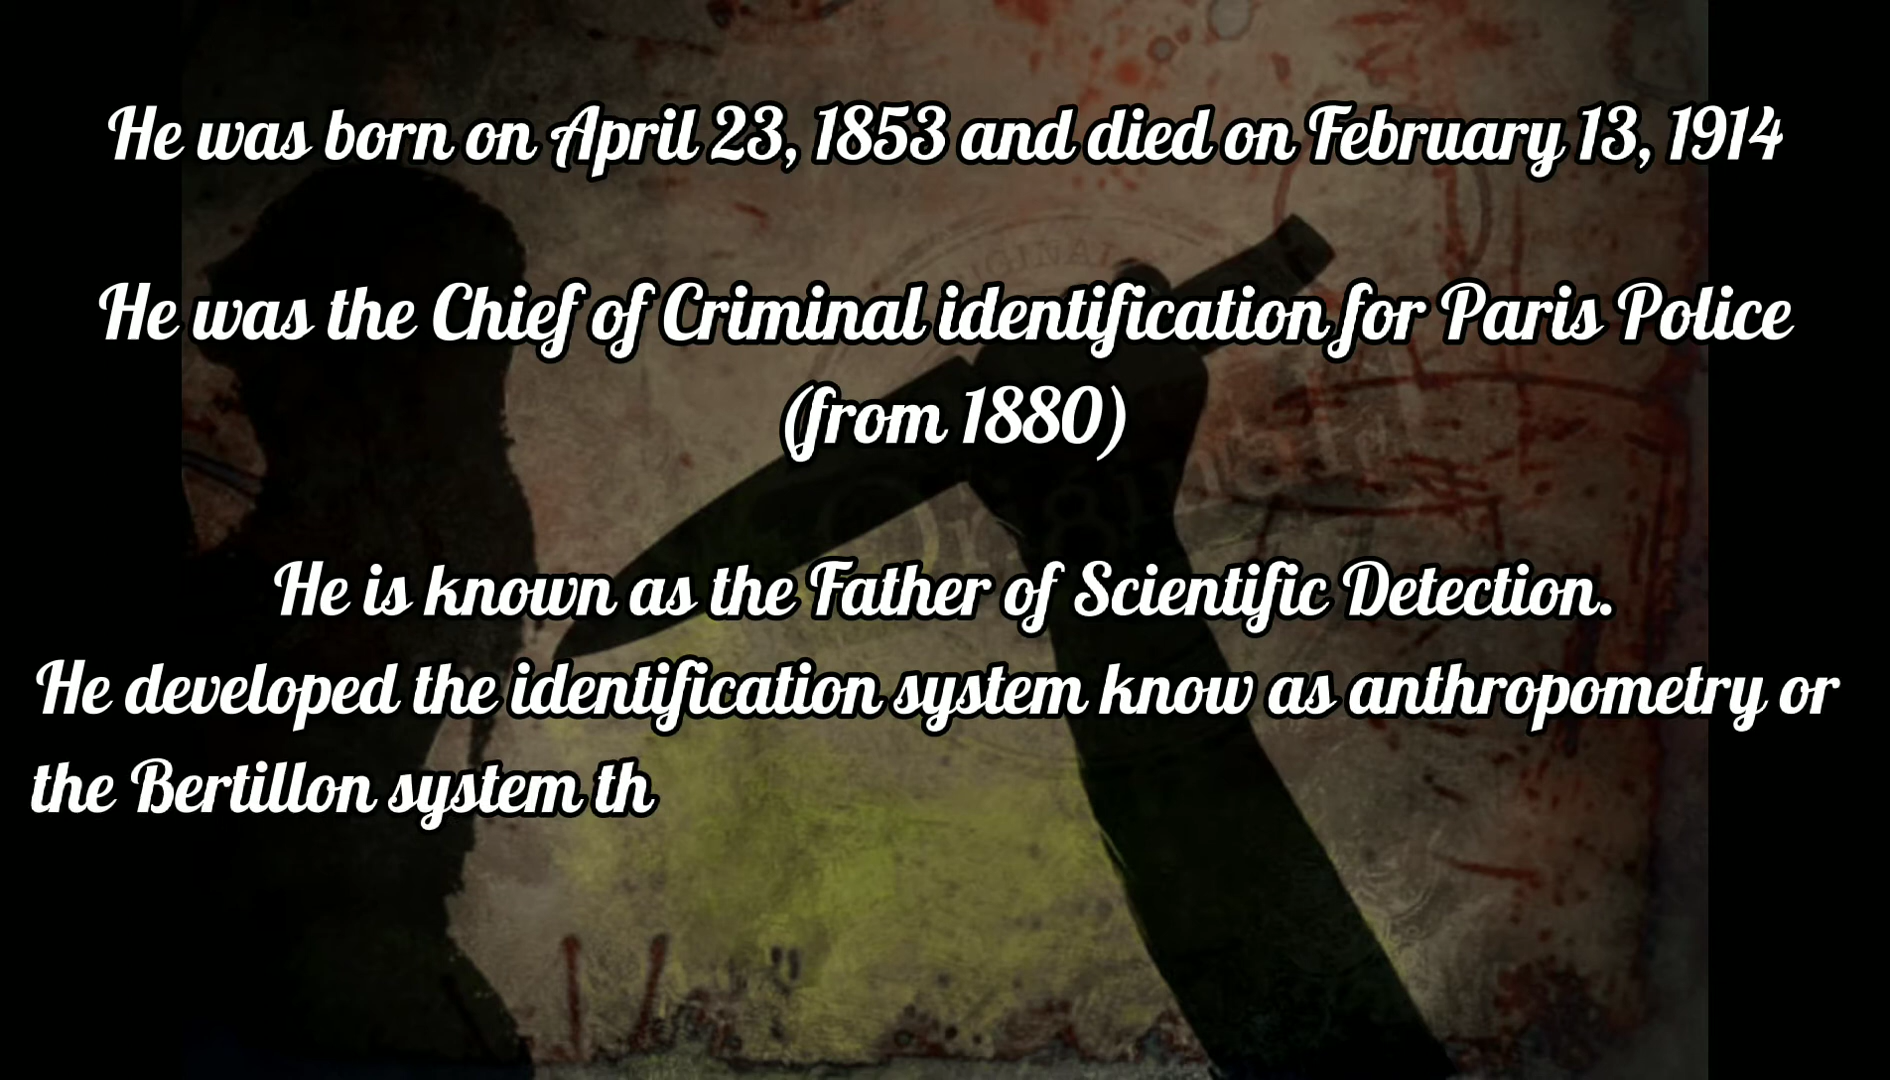 He was born on April 23, 1853 and died on February 13, 1914
He was the Chief of Criminal identification for Paris Police
(from 1880)
He is known as the Father of Scientific Detection.
He developed the identification system know as anthropometry or
the Bertillon system th